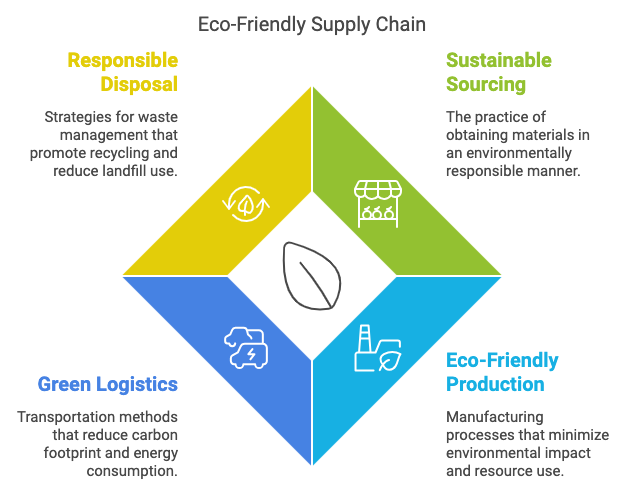 Eco-Friendly Supply Chain
Responsible
Disposal
Strategies for waste
management that
promote recycling and
reduce landfill use.
Sustainable
Sourcing
The practice of
obtaining materials in
an environmentally
responsible manner.
Green Logistics
Transportation methods
that reduce carbon
footprint and energy
consumption.
Eco-Friendly
Production
Manufacturing
processes that minimize
environmental impact
and resource use.